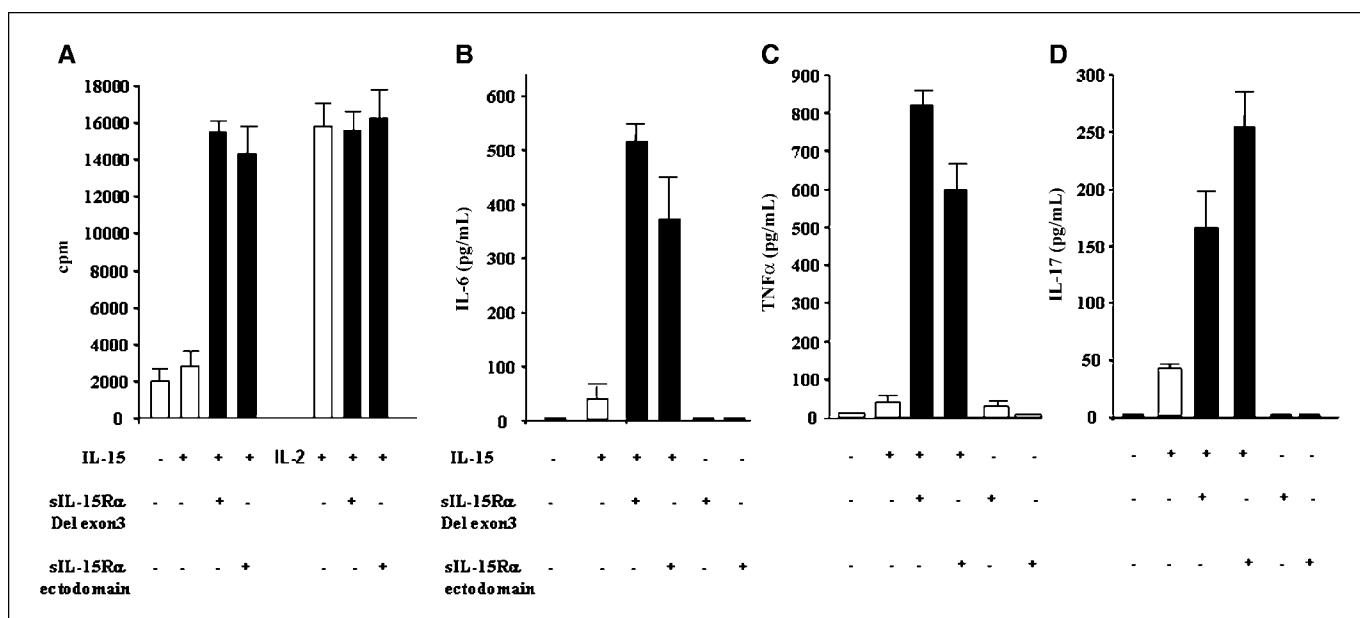 A
B
C
D
18000
16000
14000
12000
10000
8000
6000
4000
2000
0
cpm
600
500
400
300
200
100
0
IL-6 (pg/mL)
900
800
700
600
500
400
300
200
100
0
TNFα (pg/mL)
300
250
200
150
100
50
0
IL-17 (pg/mL)
IL-15 - + + + IL-2 + + + IL-15 - + + + - - - + + + - - - + + + - -
sIL-15Rα - - + - - + - sIL-15Rα - - + - + - - - + - + - - - + - + -
Del exon3 Del exon3
sIL-15Rα - - - + - - + sIL-15Rα - - - + - + - - - + - + - - - + - +
ectodomain ectodomain